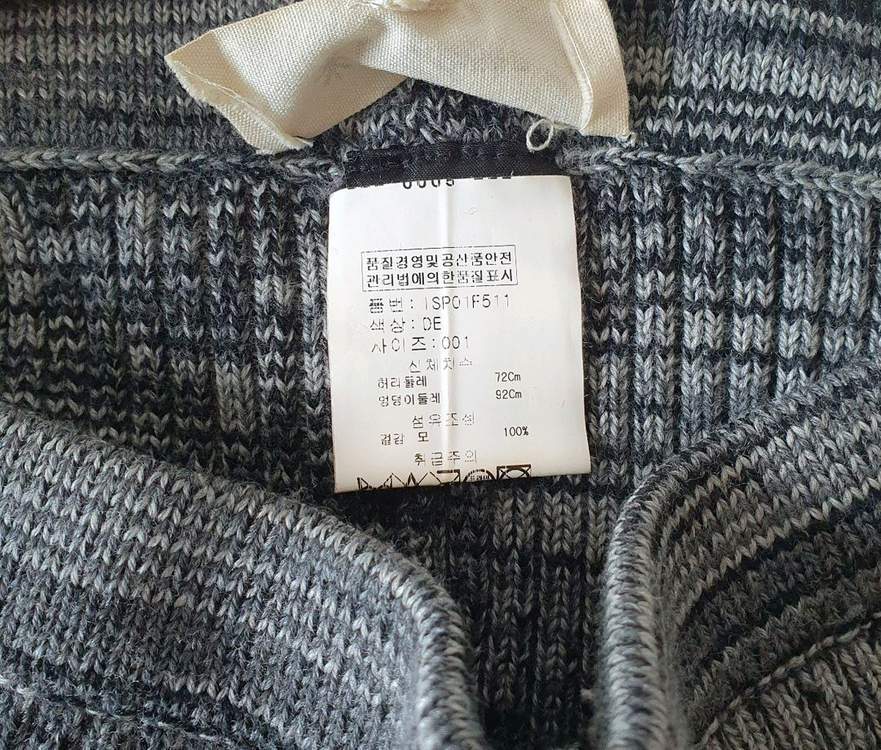 품질경영및공산품안전
관리법에의한품질표시
품 번 : ISP01F511
색 상 : DE
사이즈 : 001
신체치수
허리둘레 72Cm
엉덩이둘레 92Cm
섬유조성
겉감 모 100%
취급주의